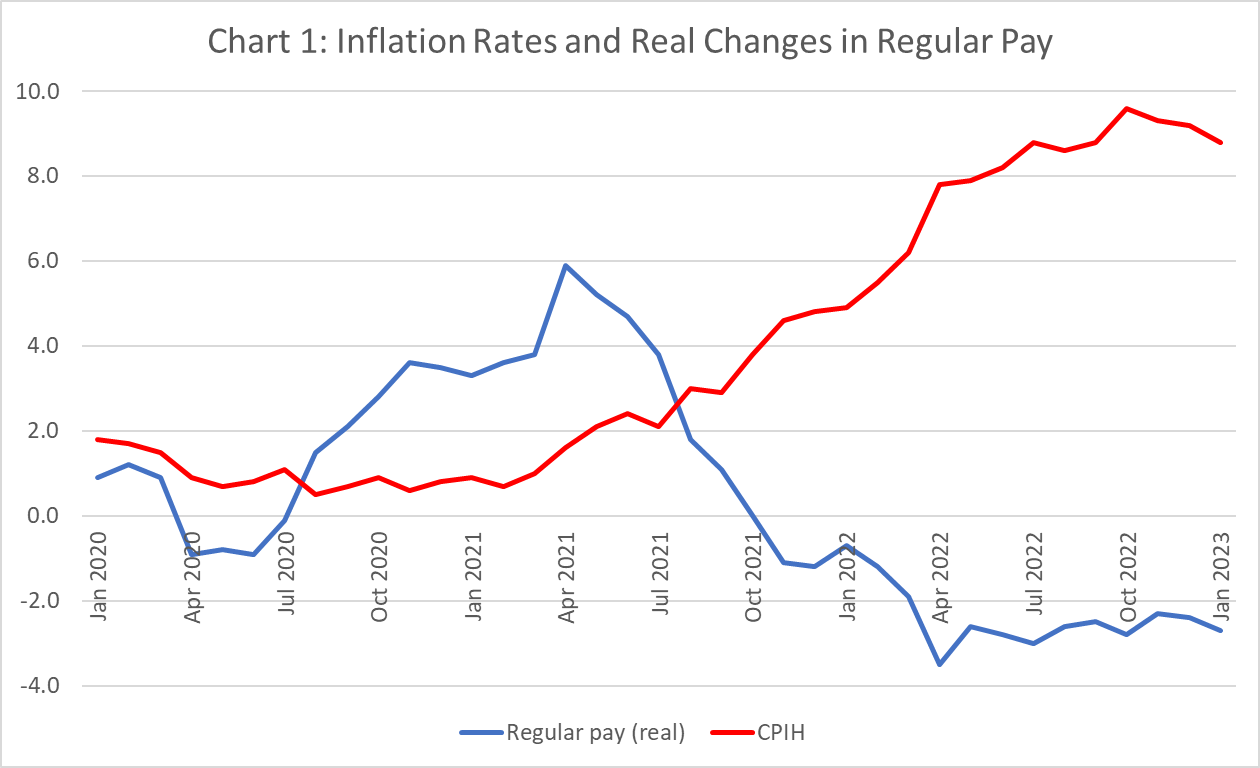 Chart 1: Inflation Rates and Real Changes in Regular Pay
10.0
8.0
6.0
4.0
2.0
0.0
-2.0
-4.0
Jan 2020
Apr 2020
Jul 2020
Oct 2020
Jan 2021
Apr 2021
Jul 2021
Oct 2021
Jan 2022
Apr 2022
Jul 2022
Oct 2022
Jan 2023
Regular pay (real)
CPIH